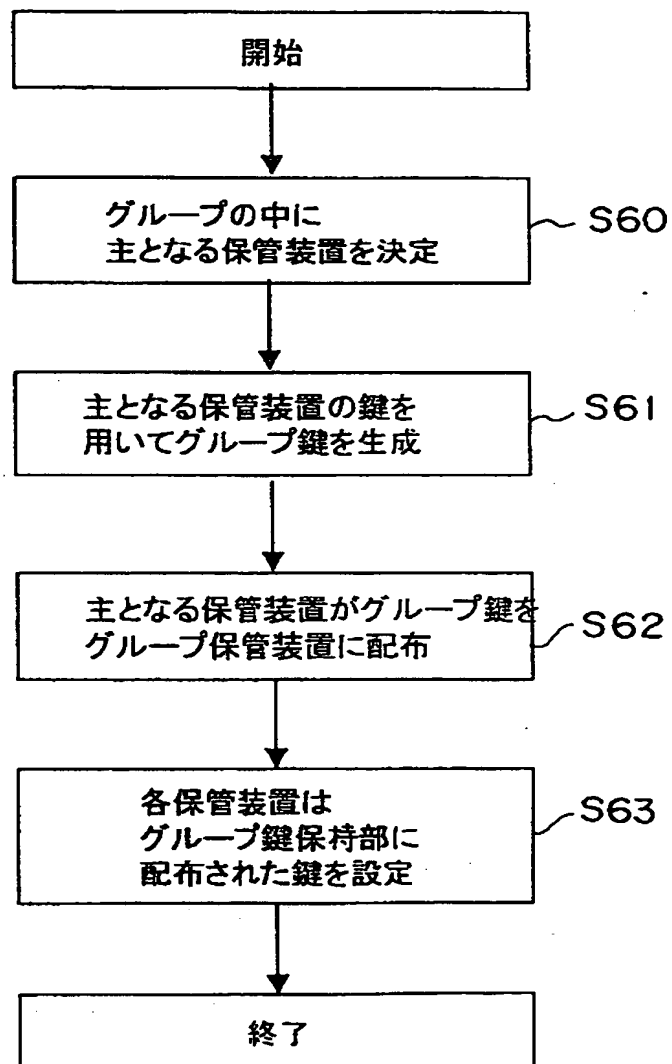 開始
グループの中に
主となる保管装置を決定
S60
主となる保管装置の鍵を
用いてグループ鍵を生成
S61
主となる保管装置がグループ鍵を
グループ保管装置に配布
S62
各保管装置は
グループ鍵保持部に
配布された鍵を設定
S63
終了